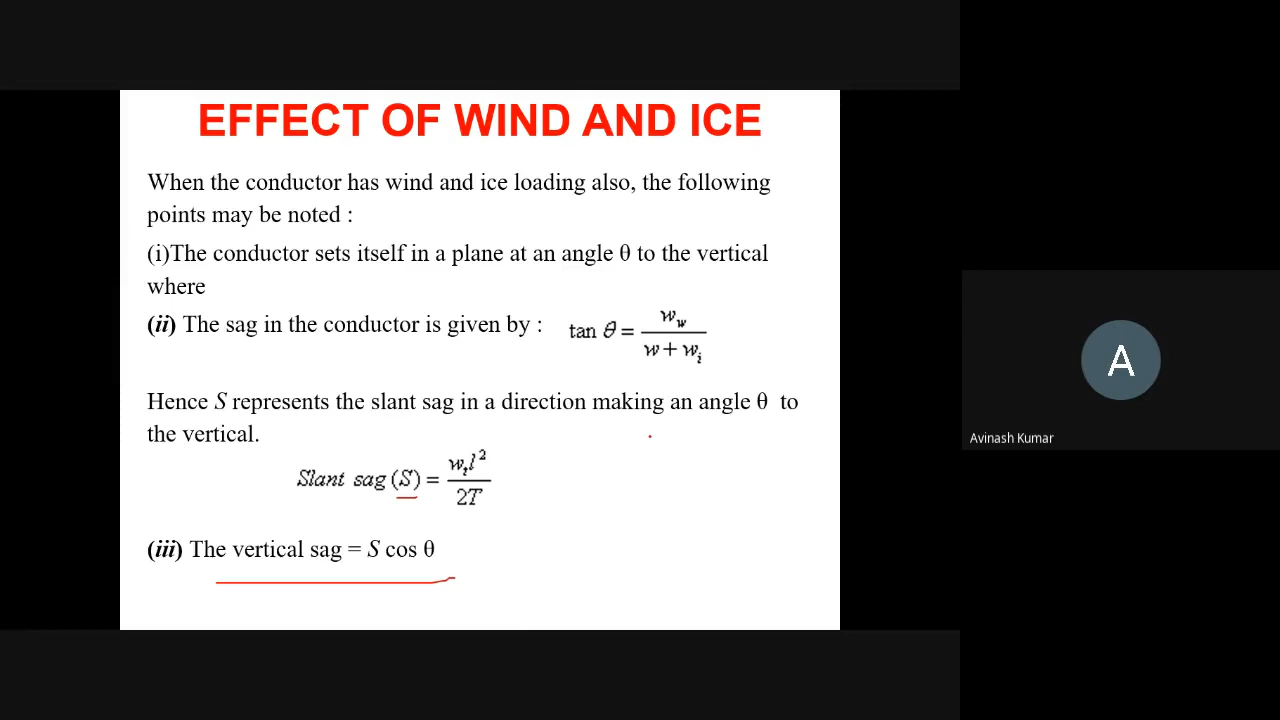 EFFECT OF WIND AND ICE
When the conductor has wind and ice loading also, the following
points may be noted :
(i)The conductor sets itself in a plane at an angle θ to the vertical
where
(ii) The sag in the conductor is given by : tan θ = w_w / (w + w_i)
Hence S represents the slant sag in a direction making an angle θ to
the vertical.
Slant sag (S) = w_t l² / 2T
(iii) The vertical sag = S cos θ
A
Avinash Kumar